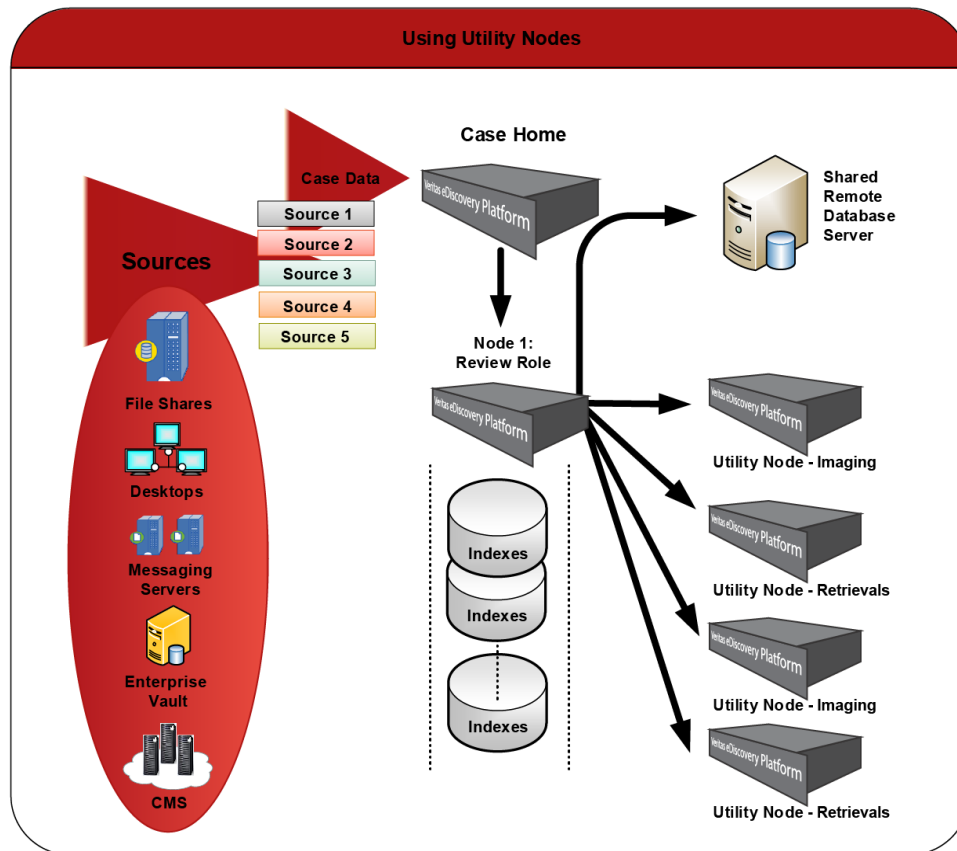 Using Utility Nodes
Case Home
Case Data
Veritas eDiscovery Platform
Shared
Remote
Database
Server
Source 1
Source 2
Source 3
Source 4
Source 5
Sources
Node 1:
Review Role
Veritas eDiscovery Platform
File Shares
Desktops
Messaging
Servers
Enterprise
Vault
CMS
Indexes
Indexes
Indexes
Veritas eDiscovery Platform
Utility Node - Imaging
Veritas eDiscovery Platform
Utility Node - Retrievals
Veritas eDiscovery Platform
Utility Node - Imaging
Veritas eDiscovery Platform
Utility Node - Retrievals